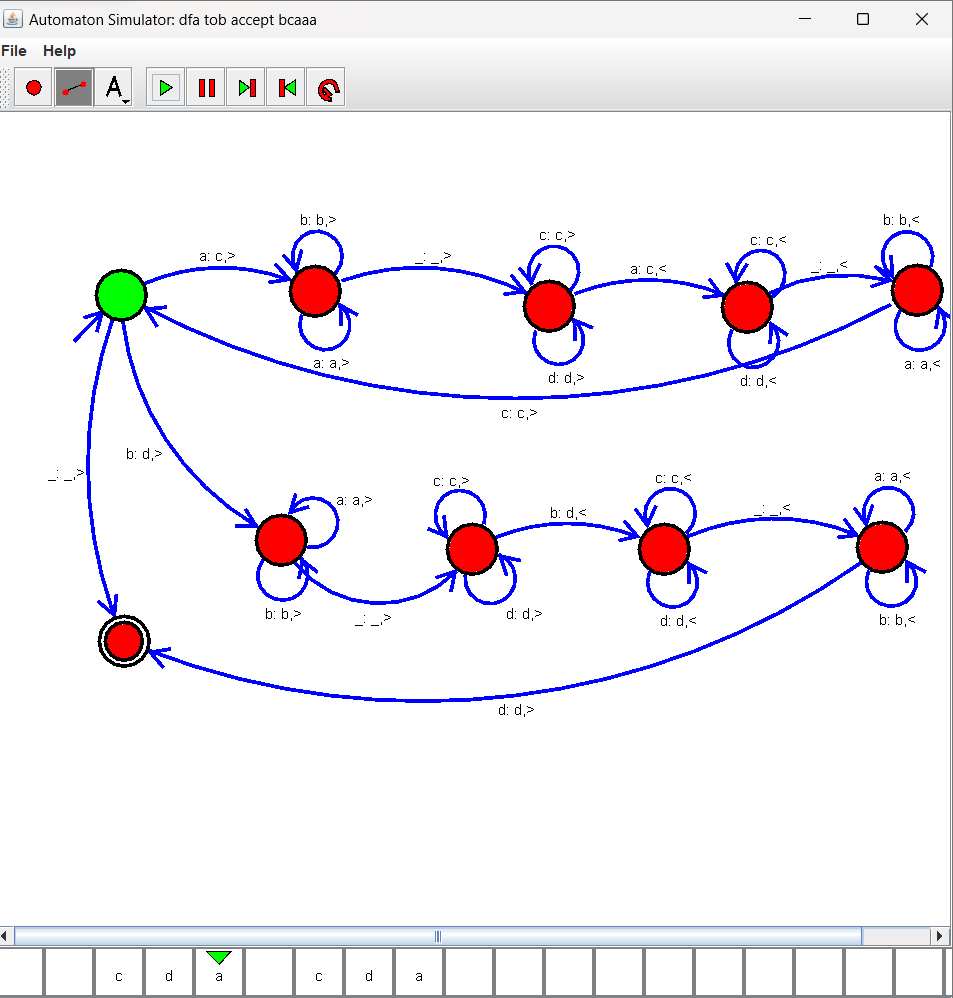 Automaton Simulator: dfa tob accept bcaaa
File Help
A
b: b,> b: b,<
c: c,> c: c,<
a: c,> _: _,> a: c,< _: _,<
a: a,> d: d,> d: d,< a: a,<
c: c,>
b: d,>
_: _,>
c: c,> c: c,< a: a,<
a: a,> b: d,< _: _,<
b: b,> _: _,> d: d,> d: d,< b: b,<
d: d,>
c d a c d a